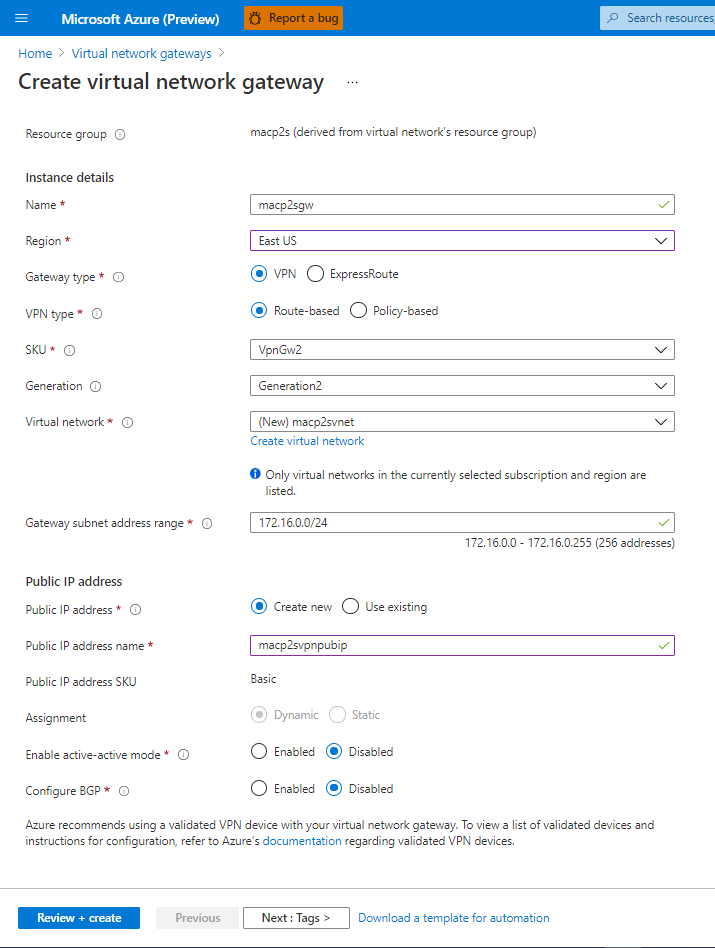 Microsoft Azure (Preview)
Report a bug
Search resources,
Home > Virtual network gateways >
Create virtual network gateway ...
Resource group
macp2s (derived from virtual network's resource group)
Instance details
Name *
macp2sgw
Region *
East US
Gateway type *
VPN ExpressRoute
VPN type *
Route-based Policy-based
SKU *
VpnGw2
Generation
Generation2
Virtual network *
(New) macp2svnet
Create virtual network
Only virtual networks in the currently selected subscription and region are
listed.
Gateway subnet address range *
172.16.0.0/24
172.16.0.0 - 172.16.0.255 (256 addresses)
Public IP address
Public IP address *
Create new Use existing
Public IP address name *
macp2svpnpubip
Public IP address SKU
Basic
Assignment
Dynamic Static
Enable active-active mode *
Enabled Disabled
Configure BGP *
Enabled Disabled
Azure recommends using a validated VPN device with your virtual network gateway. To view a list of validated devices and
instructions for configuration, refer to Azure's documentation regarding validated VPN devices.
Review + create
Previous
Next : Tags >
Download a template for automation